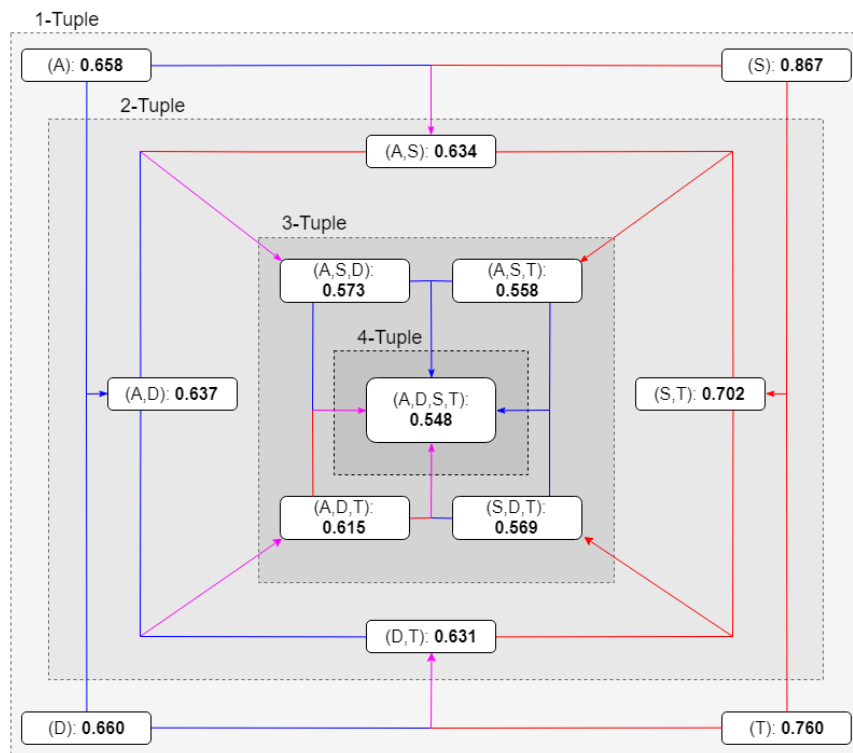 1-Tuple
(A): 0.658
(S): 0.867
2-Tuple
(A,S): 0.634
3-Tuple
(A,S,D):
0.573
(A,S,T):
0.558
4-Tuple
(A,D): 0.637
(A,D,S,T):
0.548
(S,T): 0.702
(A,D,T):
0.615
(S,D,T):
0.569
(D,T): 0.631
(D): 0.660
(T): 0.760